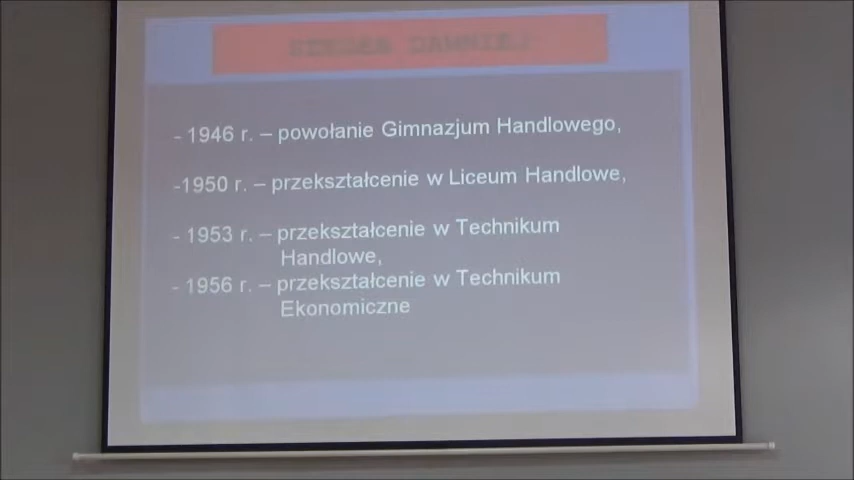 - 1946 r. – powołanie Gimnazjum Handlowego,
-1950 r. – przekształcenie w Liceum Handlowe,
- 1953 r. – przekształcenie w Technikum
Handlowe,
- 1956 r. – przekształcenie w Technikum
Ekonomiczne